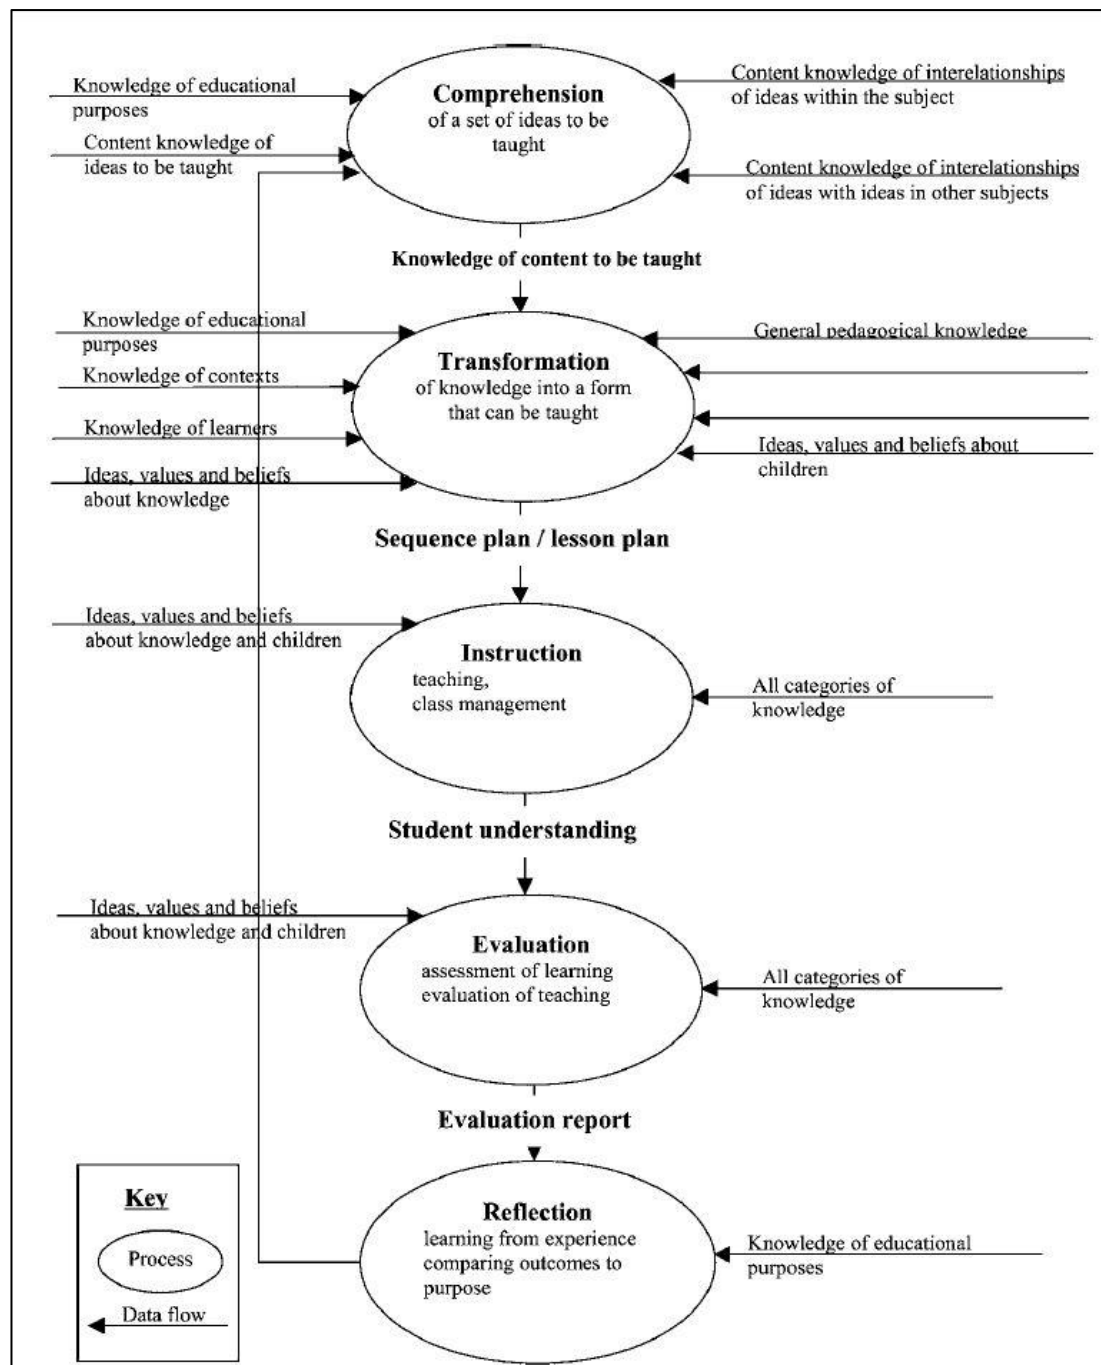 Knowledge of educational
purposes
Content knowledge of
ideas to be taught
Comprehension
of a set of ideas to be
taught
Content knowledge of interelationships
of ideas within the subject
Content knowledge of interelationships
of ideas with ideas in other subjects
Knowledge of content to be taught
Knowledge of educational
purposes
Knowledge of contexts
Knowledge of learners
Ideas, values and beliefs
about knowledge
Transformation
of knowledge into a form
that can be taught
General pedagogical knowledge
Ideas, values and beliefs about
children
Sequence plan / lesson plan
Ideas, values and beliefs
about knowledge and children
Instruction
teaching,
class management
All categories of
knowledge
Student understanding
Ideas, values and beliefs
about knowledge and children
Evaluation
assessment of learning
evaluation of teaching
All categories of
knowledge
Evaluation report
Reflection
learning from experience
comparing outcomes to
purpose
Knowledge of educational
purposes
Key
Process
Data flow